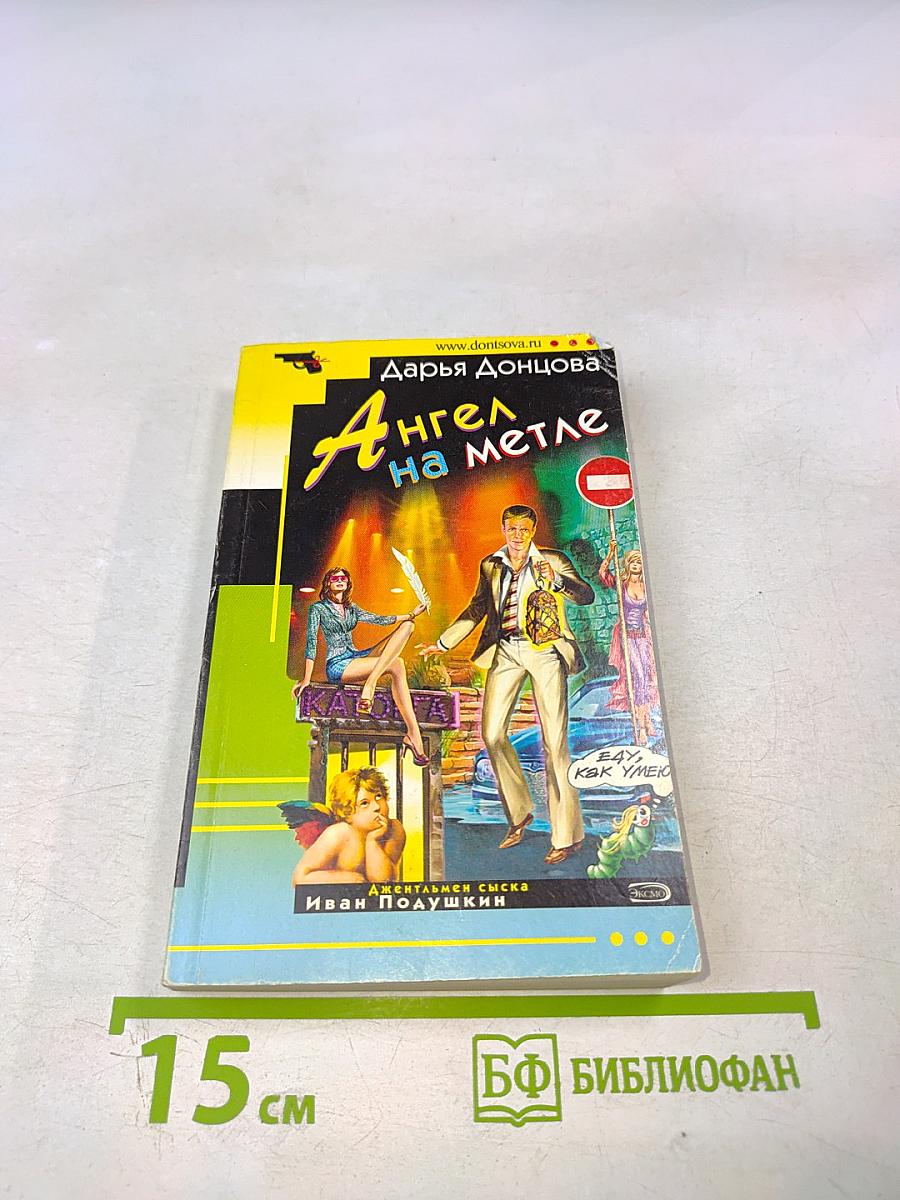 www.dontsova.ru
Дарья Донцова
Ангел
на метле
КАТОРГА
ЕДУ,
КАК УМЕЮ
Джентльмен сыска
Иван Подушкин
ЭКСМО
15 см
БФ БИБЛИОФАН